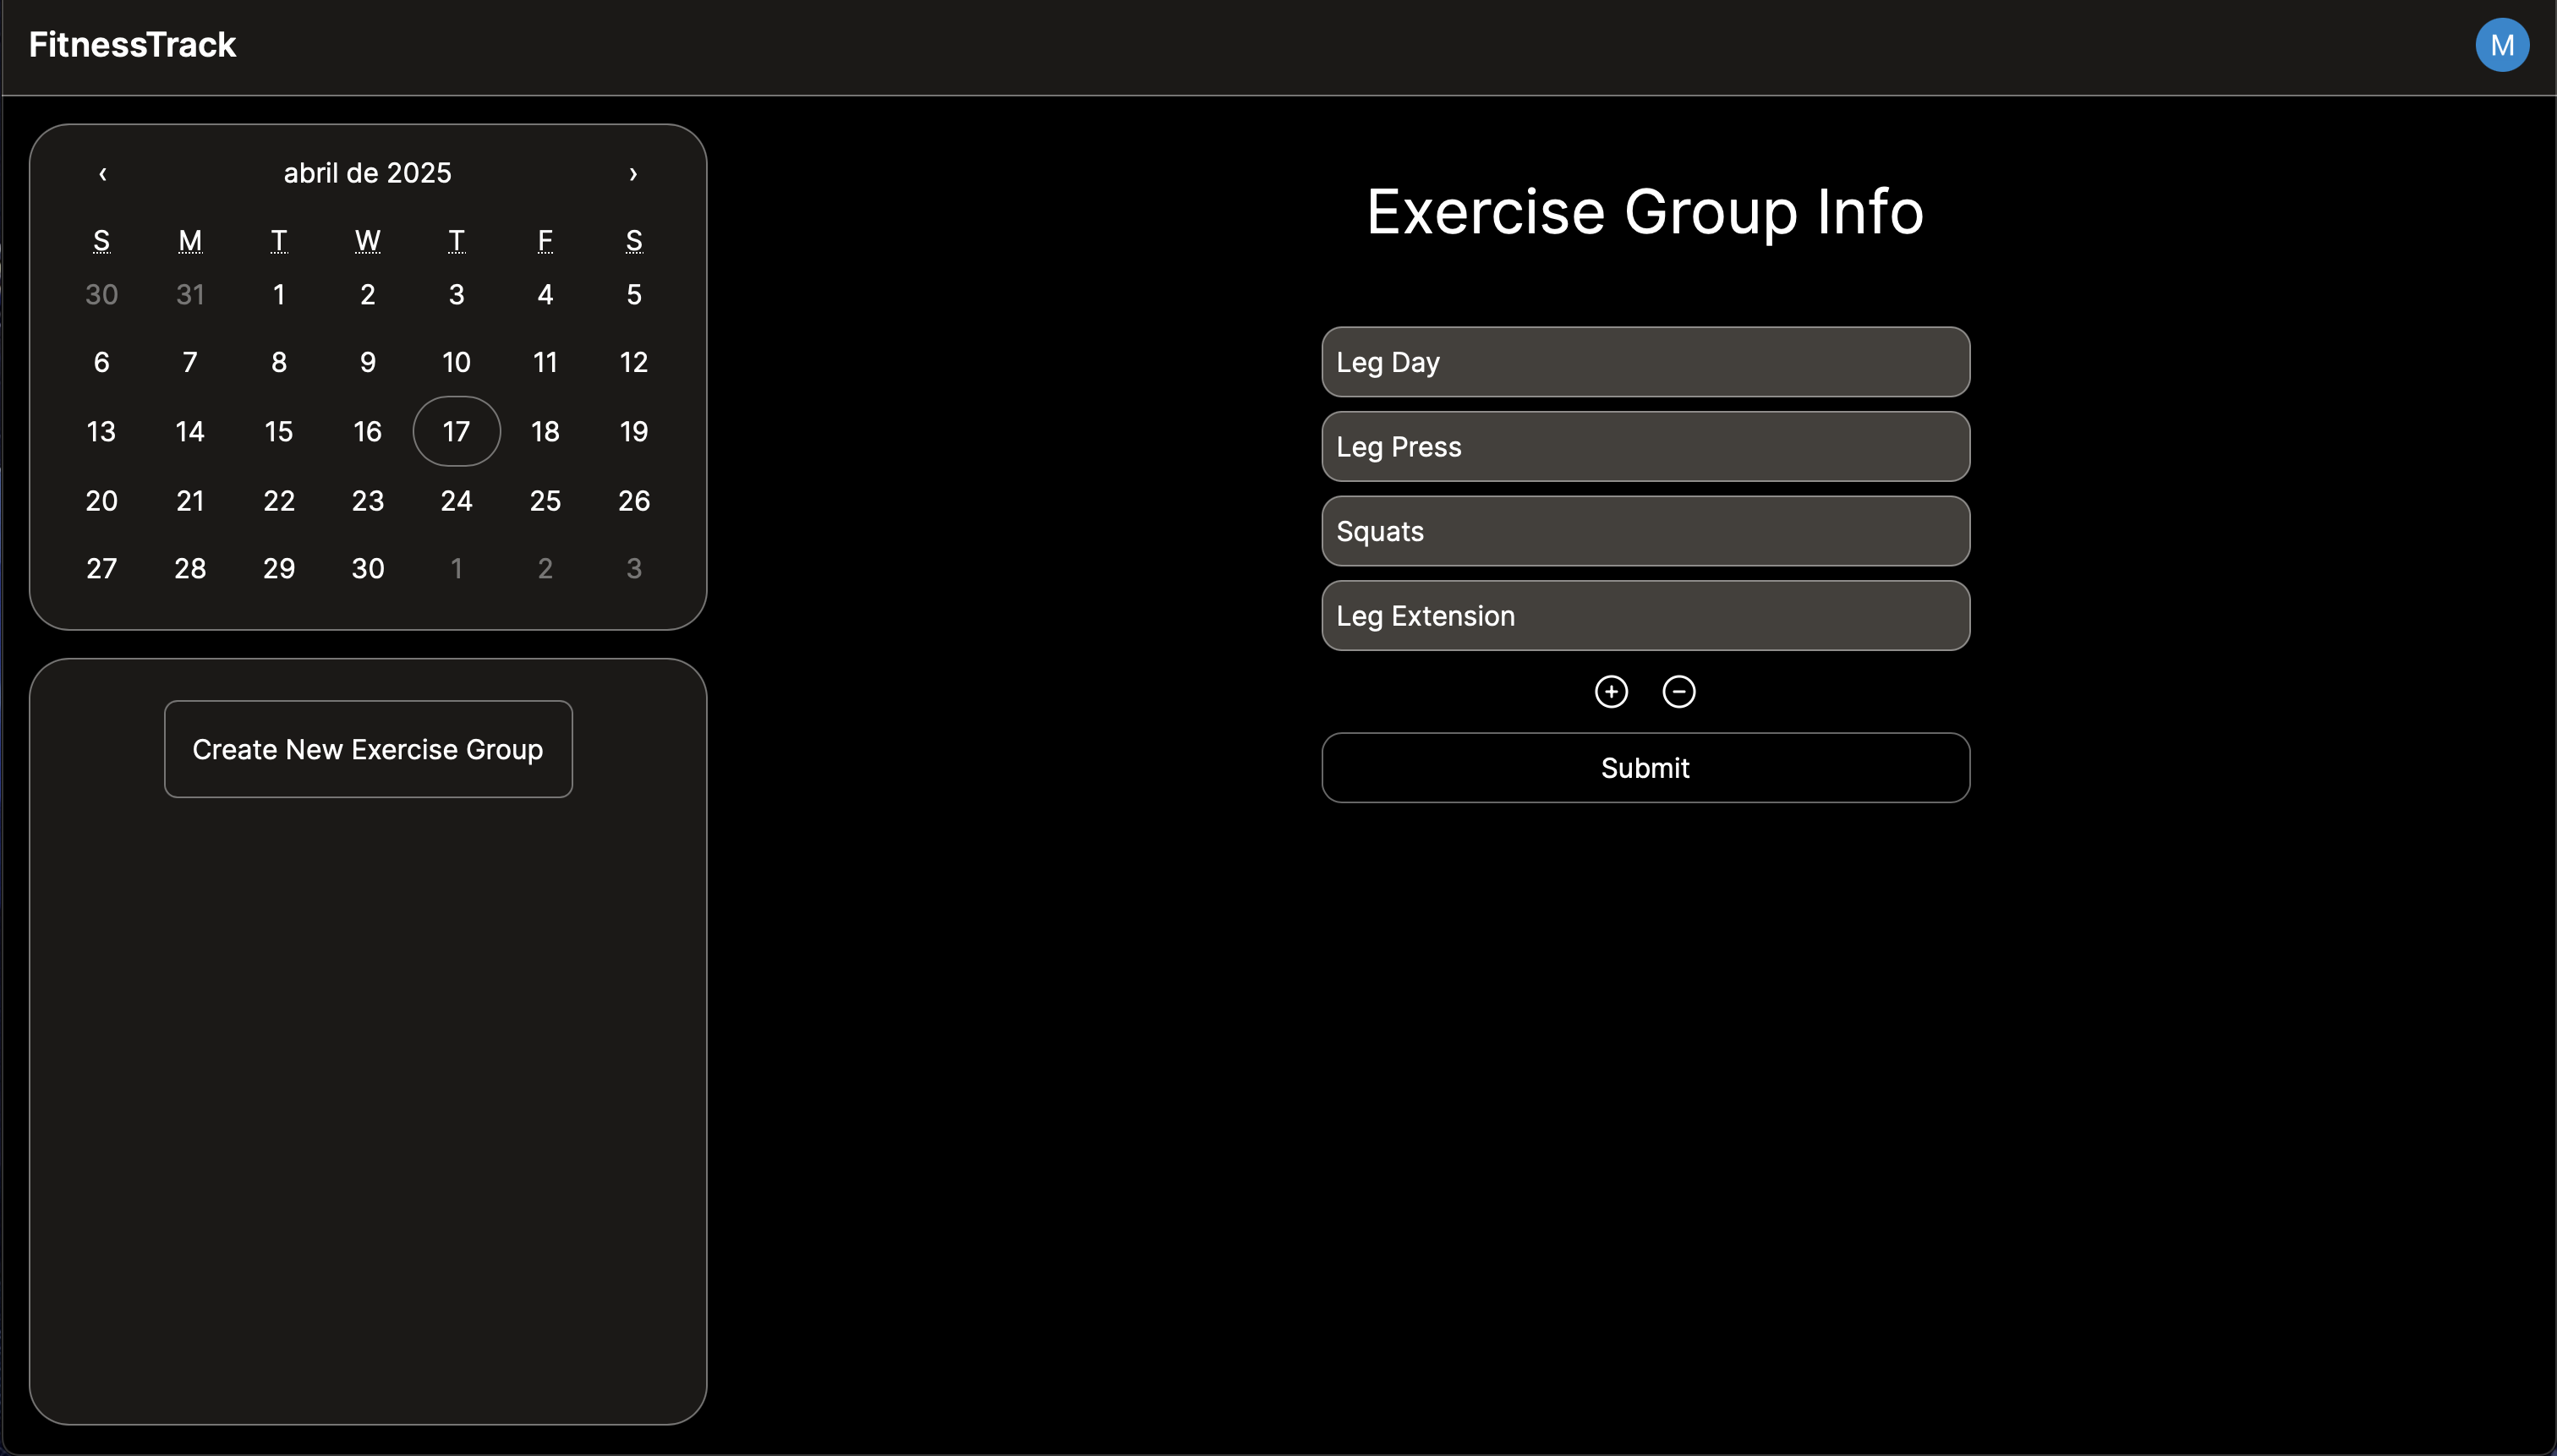 FitnessTrack
M
‹ abril de 2025 ›
S M T W T F S
30 31 1 2 3 4 5
6 7 8 9 10 11 12
13 14 15 16 17 18 19
20 21 22 23 24 25 26
27 28 29 30 1 2 3
Create New Exercise Group
Exercise Group Info
Leg Day
Leg Press
Squats
Leg Extension
Submit